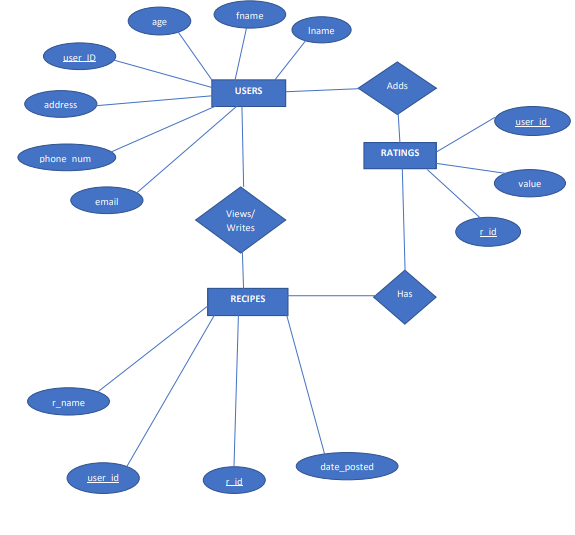 age
fname
lname
user_ID
USERS
Adds
address
user_id
RATINGS
phone_num
value
email
Views/
Writes
r_id
RECIPES
Has
r_name
date_posted
user_id
r_id